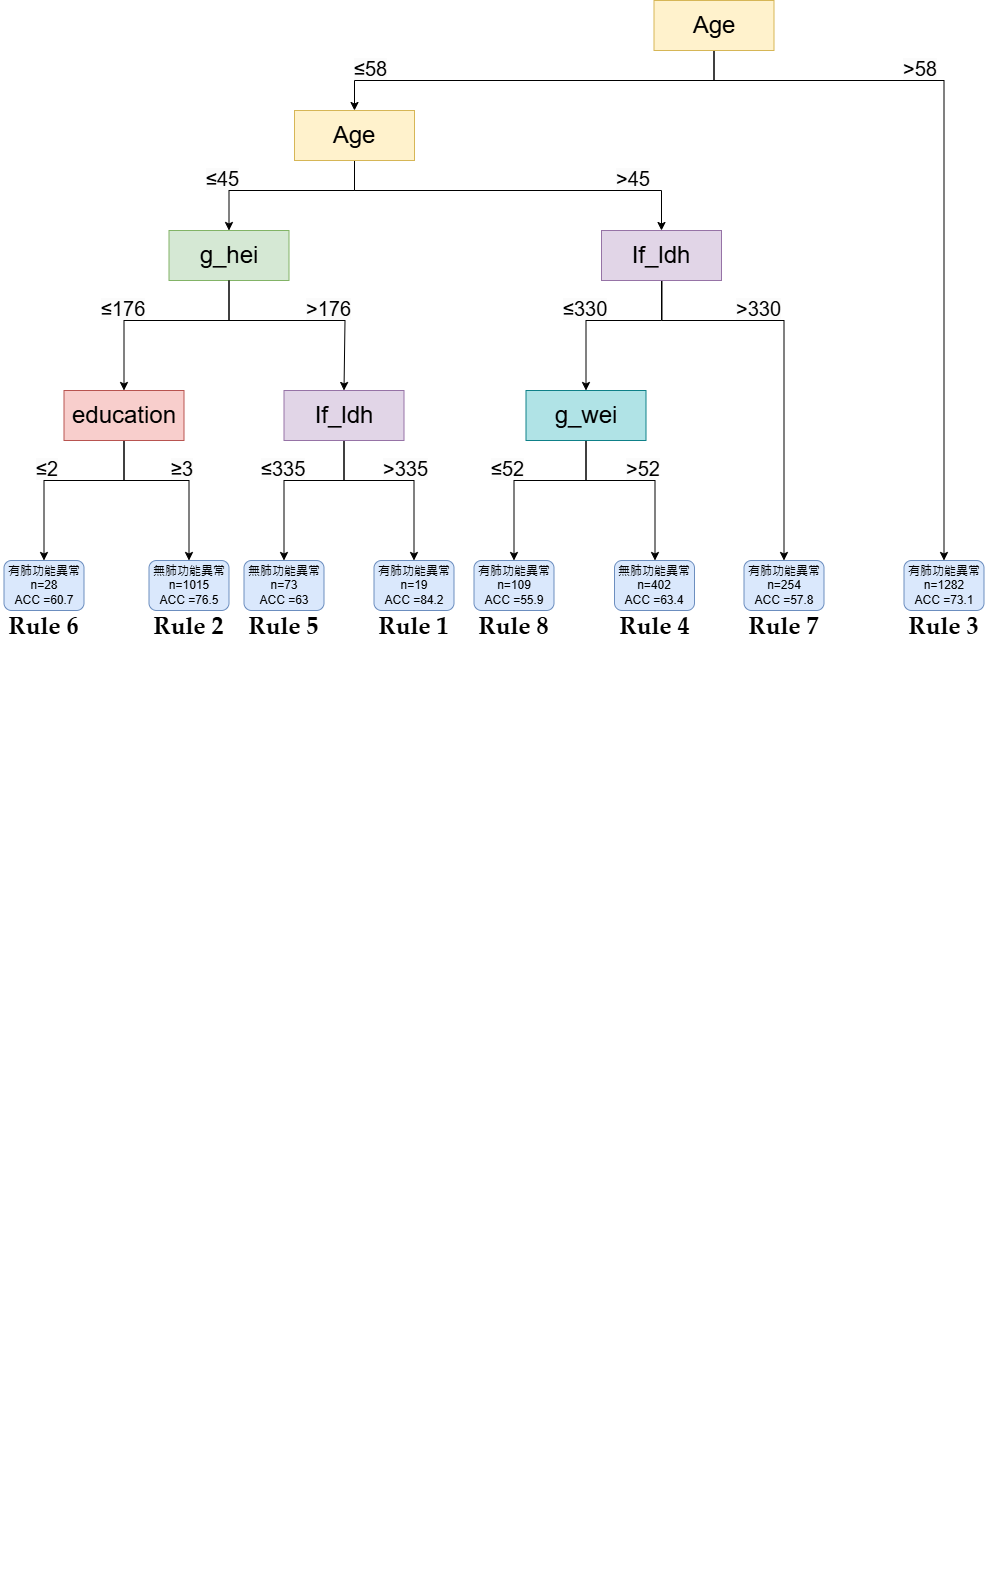 Age
≤58
>58
Age
≤45
>45
g_hei
lf_ldh
≤176
>176
≤330
>330
education
lf_ldh
g_wei
≤2
≥3
≤335
>335
≤52
>52
有肺功能異常
n=28
ACC =60.7
Rule 6
無肺功能異常
n=1015
ACC =76.5
Rule 2
無肺功能異常
n=73
ACC =63
Rule 5
有肺功能異常
n=19
ACC =84.2
Rule 1
有肺功能異常
n=109
ACC =55.9
Rule 8
無肺功能異常
n=402
ACC =63.4
Rule 4
有肺功能異常
n=254
ACC =57.8
Rule 7
有肺功能異常
n=1282
ACC =73.1
Rule 3